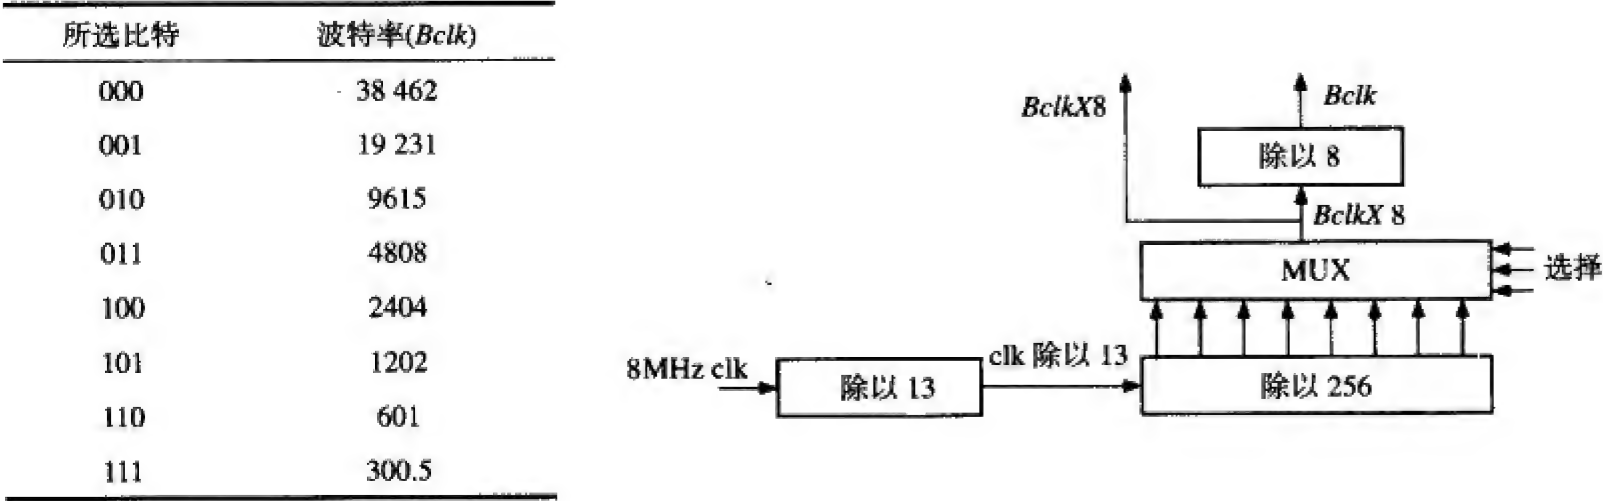 所选比特 波特率(Bclk)
000 38 462
001 19 231
010 9615
011 4808
100 2404
101 1202
110 601
111 300.5
BclkX8
Bclk
除以 8
BclkX 8
MUX
选择
8MHz clk
除以 13
clk 除以 13
除以 256